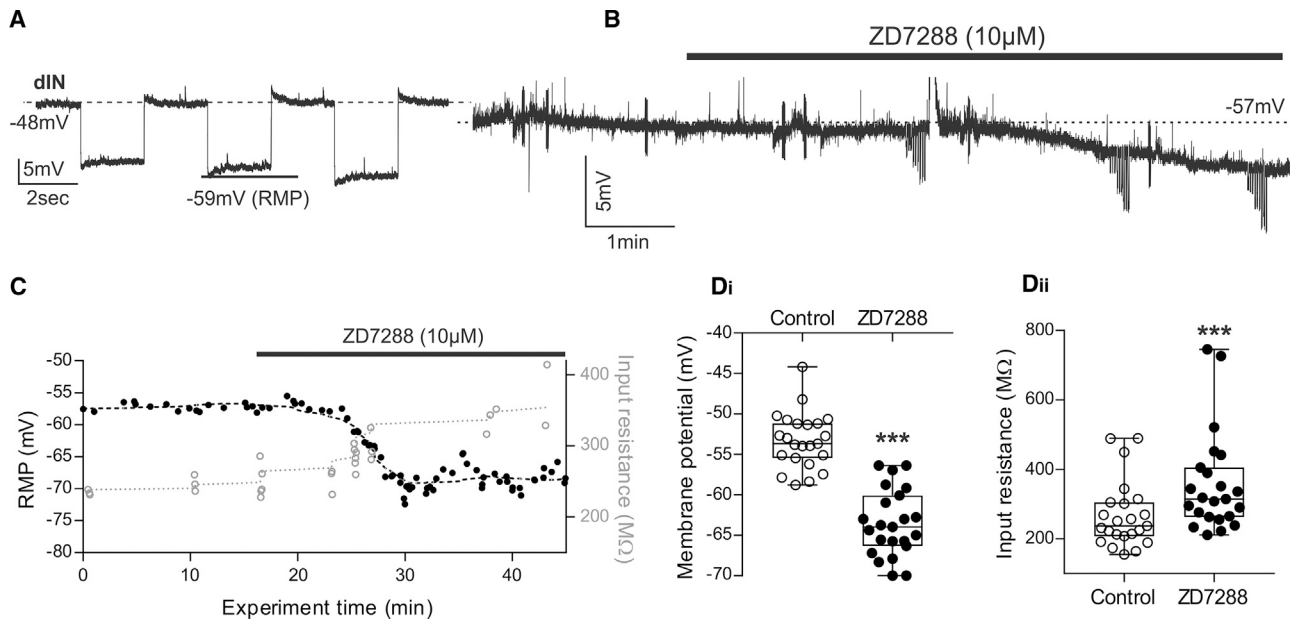 A
dIN
-48mV
5mV
2sec
-59mV (RMP)
B
ZD7288 (10µM)
-57mV
5mV
1min
C
ZD7288 (10µM)
RMP (mV)
-50
-55
-60
-65
-70
-75
-80
0
20
30
40
Experiment time (min)
400
300
200
Input resistance (MΩ)
Di
Control
ZD7288
Membrane potential (mV)
-40
-50
-55
-60
-65
-70
***
Dii
Input resistance (MΩ)
800
600
400
200
***
Control
ZD7288